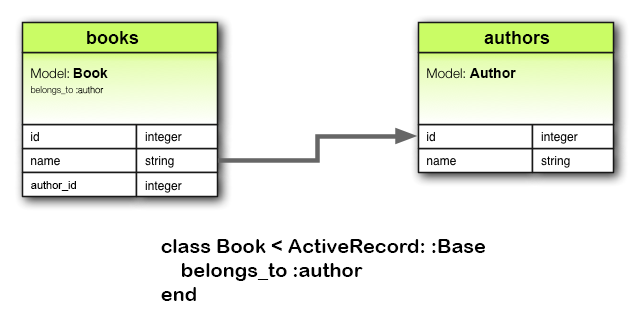 books
Model: Book
belongs_to :author
id integer
name string
author_id integer
authors
Model: Author
id integer
name string
class Book < ActiveRecord: :Base
belongs_to :author
end